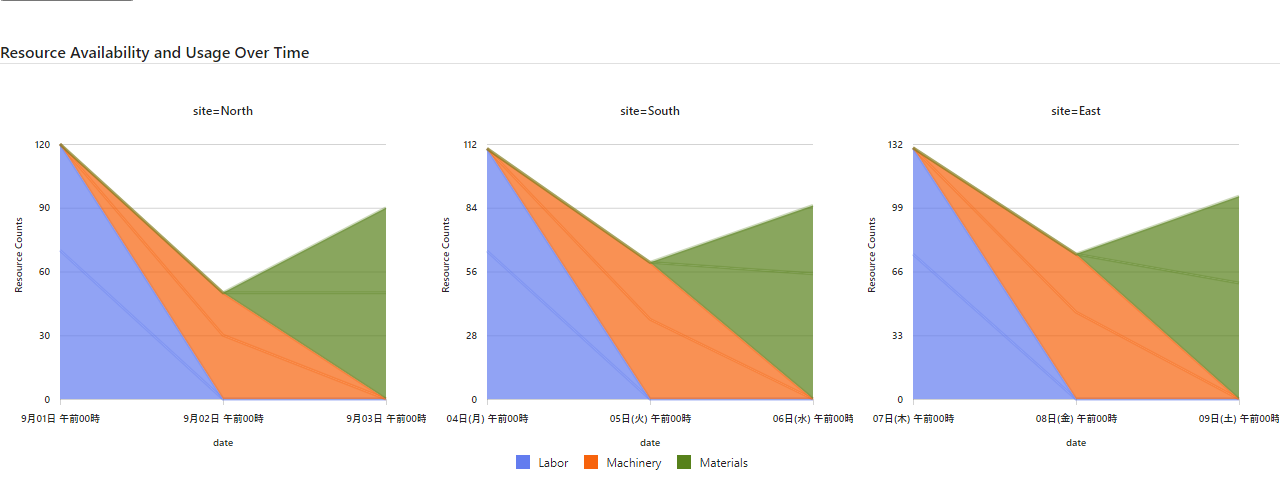 Resource Availability and Usage Over Time
site=North
site=South
site=East
120
90
60
30
0
Resource Counts
9月01日 午前00時
9月02日 午前00時
9月03日 午前00時
date
112
84
56
28
0
Resource Counts
04日(月) 午前00時
05日(火) 午前00時
06日(水) 午前00時
date
132
99
66
33
0
Resource Counts
07日(木) 午前00時
08日(金) 午前00時
09日(土) 午前00時
date
Labor
Machinery
Materials